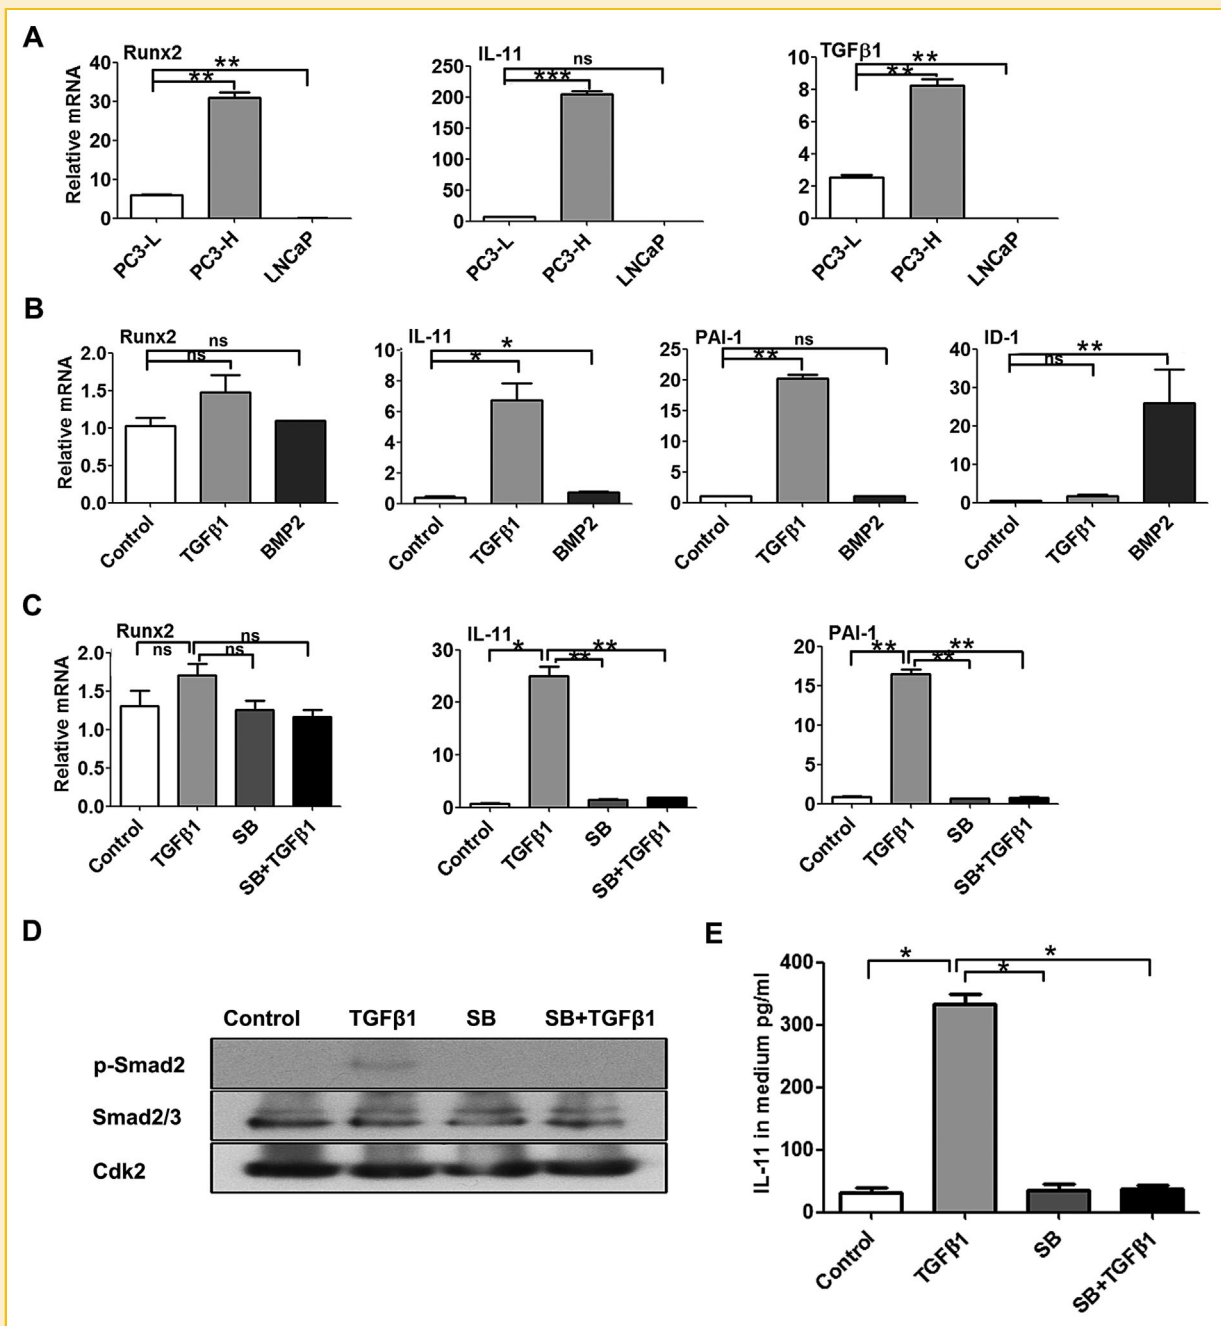 A
Runx2
IL-11
TGFβ1
**
**
ns
***
**
**
Relative mRNA
40
30
20
10
0
250
200
150
100
50
0
10
8
6
4
2
0
PC3-L
PC3-H
LNCaP
PC3-L
PC3-H
LNCaP
PC3-L
PC3-H
LNCaP
B
Runx2
IL-11
PAI-1
ID-1
ns
ns
*
*
ns
**
**
ns
Relative mRNA
2.0
1.5
1.0
0.5
0.0
10
8
6
4
2
0
25
20
15
10
5
0
40
30
20
10
0
Control
TGFβ1
BMP2
Control
TGFβ1
BMP2
Control
TGFβ1
BMP2
Control
TGFβ1
BMP2
C
Runx2
IL-11
PAI-1
ns
ns
ns
*
**
**
**
**
**
Relative mRNA
2.0
1.5
1.0
0.5
0.0
30
20
10
0
20
15
10
5
0
Control
TGFβ1
SB
SB+TGFβ1
Control
TGFβ1
SB
SB+TGFβ1
Control
TGFβ1
SB
SB+TGFβ1
D
Control TGFβ1 SB SB+TGFβ1
p-Smad2
Smad2/3
Cdk2
E
*
*
*
IL-11 in medium pg/ml
400
300
200
100
0
Control
TGFβ1
SB
SB+TGFβ1